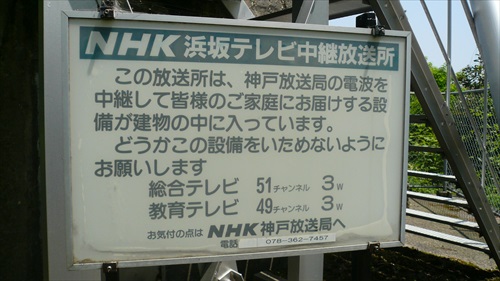 NHK 浜坂テレビ中継放送所
この放送所は、神戸放送局の電波を
中継して皆様のご家庭にお届けする設
備が建物の中に入っています。
どうかこの設備をいためないように
お願いします
総合テレビ 51チャンネル 3W
教育テレビ 49チャンネル 3W
お気付の点は NHK 神戸放送局へ
電話 078-362-7457